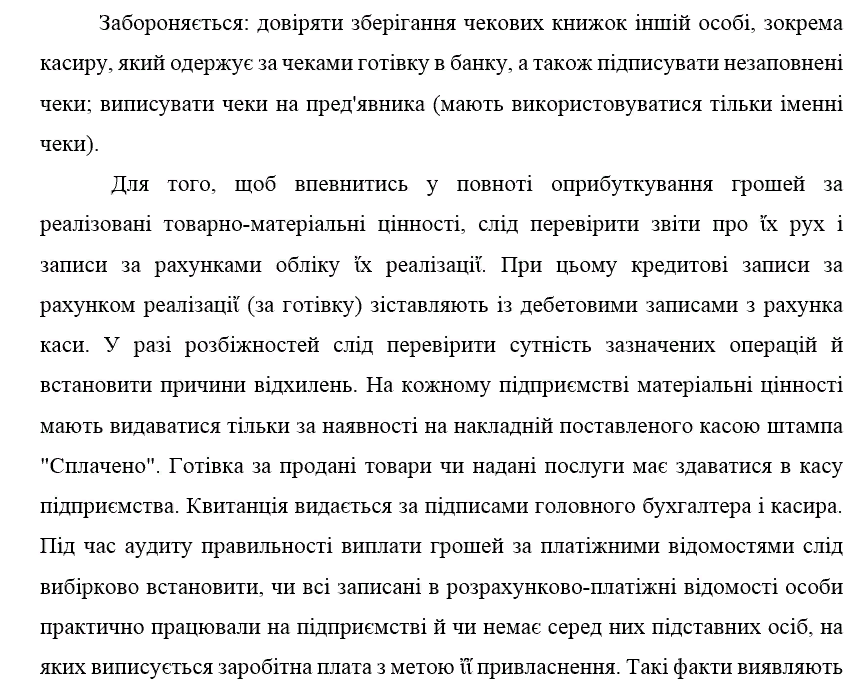 Забороняється: довіряти зберігання чекових книжок іншій особі, зокрема
касиру, який одержує за чеками готівку в банку, а також підписувати незаповнені
чеки; виписувати чеки на пред'явника (мають використовуватися тільки іменні
чеки).
Для того, щоб впевнитись у повноті оприбуткування грошей за
реалізовані товарно-матеріальні цінності, слід перевірити звіти про їх рух і
записи за рахунками обліку їх реалізації. При цьому кредитові записи за
рахунком реалізації (за готівку) зіставляють із дебетовими записами з рахунка
каси. У разі розбіжностей слід перевірити сутність зазначених операцій й
встановити причини відхилень. На кожному підприємстві матеріальні цінності
мають видаватися тільки за наявності на накладній поставленого касою штампа
"Сплачено". Готівка за продані товари чи надані послуги має здаватися в касу
підприємства. Квитанція видається за підписами головного бухгалтера і касира.
Під час аудиту правильності виплати грошей за платіжними відомостями слід
вибірково встановити, чи всі записані в розрахунково-платіжні відомості особи
практично працювали на підприємстві й чи немає серед них підставних осіб, на
яких виписується заробітна плата з метою її привласнення. Такі факти виявляють